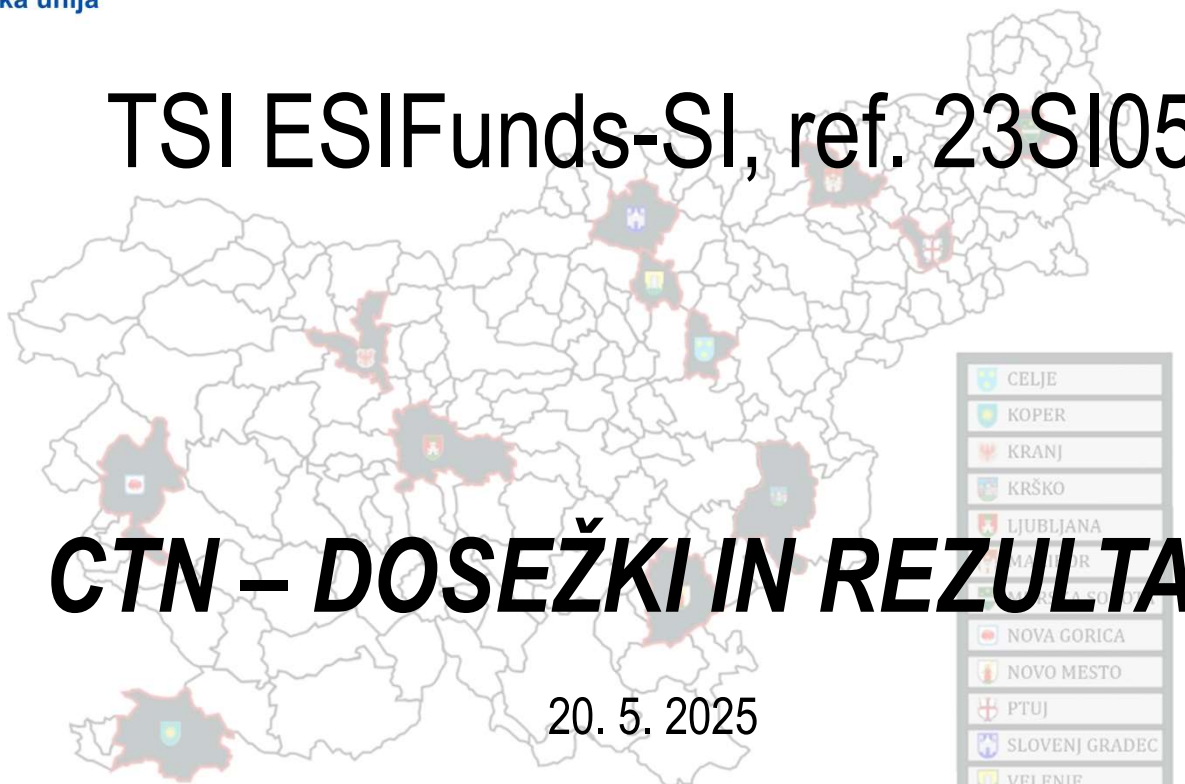 ka unija
TSI ESIFunds-SI, ref. 23SI05
CTN – DOSEŽKI IN REZULTA
20. 5. 2025
CELJE
KOPER
KRANJ
KRŠKO
LJUBLJANA
NOVA GORICA
NOVO MESTO
PTUJ
SLOVENJ GRADEC
VELENJE